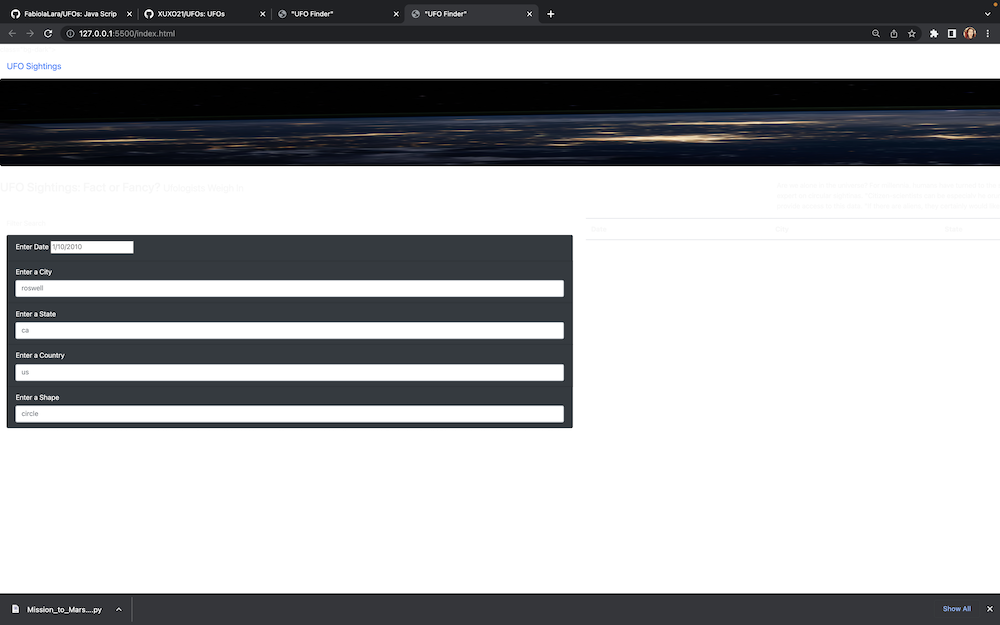 FabiolaLara/UFOs: Java Scrip
XUXO21/UFOs: UFOs
"UFO Finder"
"UFO Finder"
127.0.0.1:5500/index.html
UFO Sightings
UFO Sightings: Fact or Fancy? Ufologists Weigh In
Enter Date 1/10/2010
Enter a City
roswell
Enter a State
ca
Enter a Country
us
Enter a Shape
circle
Date
City
State
Mission_to_Mars....py
Show All